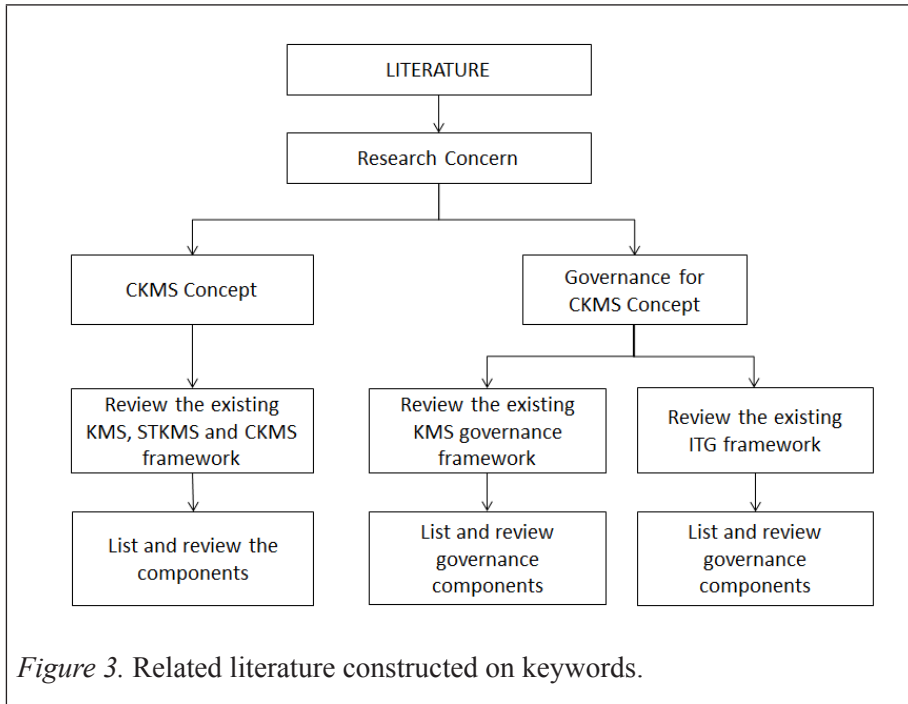 LITERATURE
Research Concern
CKMS Concept
Governance for
CKMS Concept
Review the existing
KMS, STKMS and CKMS
framework
Review the existing
KMS governance
framework
Review the existing
ITG framework
List and review the
components
List and review
governance
components
List and review
governance
components
Figure 3. Related literature constructed on keywords.